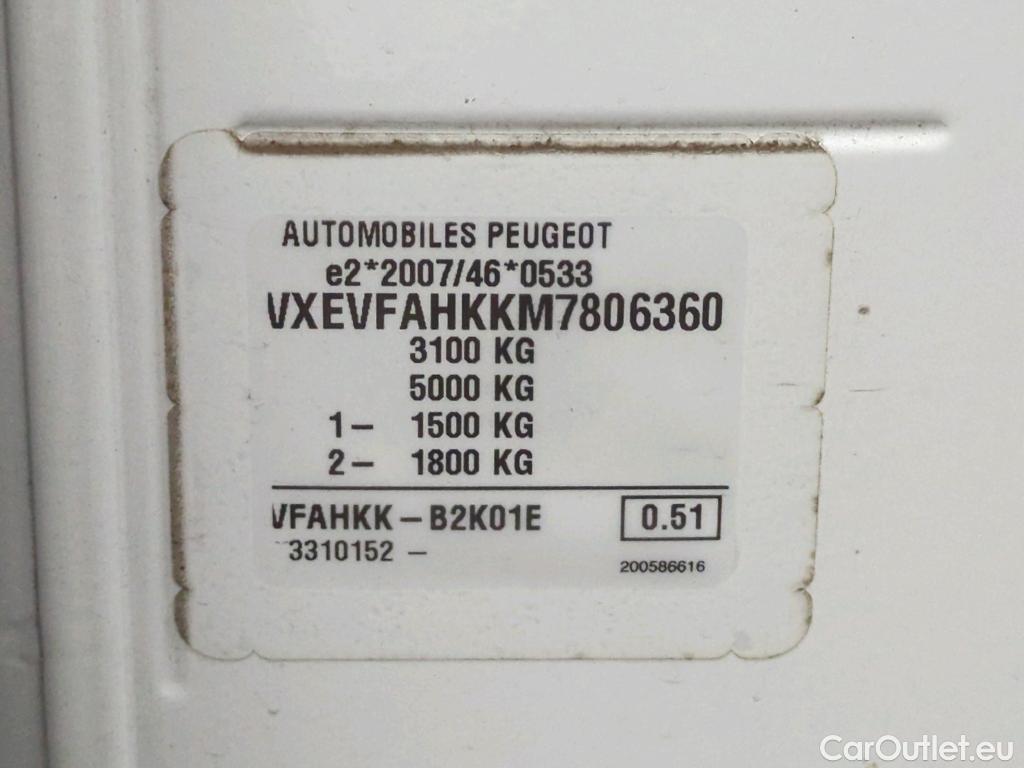 AUTOMOBILES PEUGEOT
e2*2007/46*0533
VXEVFAHKKM7806360
3100 KG
5000 KG
1– 1500 KG
2– 1800 KG
VFAHKK – B2K01E 0.51
3310152 –
200586616
CarOutlet.eu